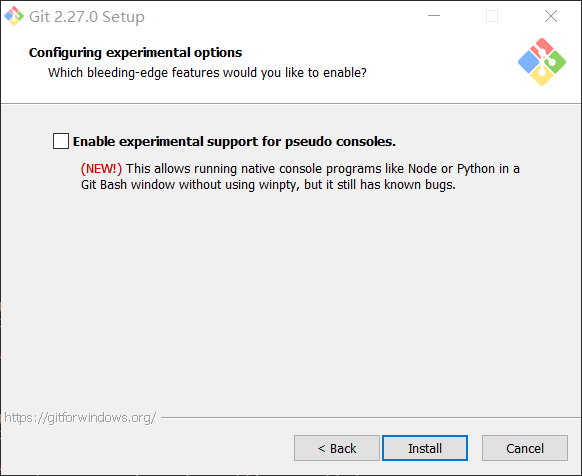 Git 2.27.0 Setup
Configuring experimental options
Which bleeding-edge features would you like to enable?
Enable experimental support for pseudo consoles.
(NEW!) This allows running native console programs like Node or Python in a
Git Bash window without using winpty, but it still has known bugs.
https://gitforwindows.org/
< Back
Install
Cancel